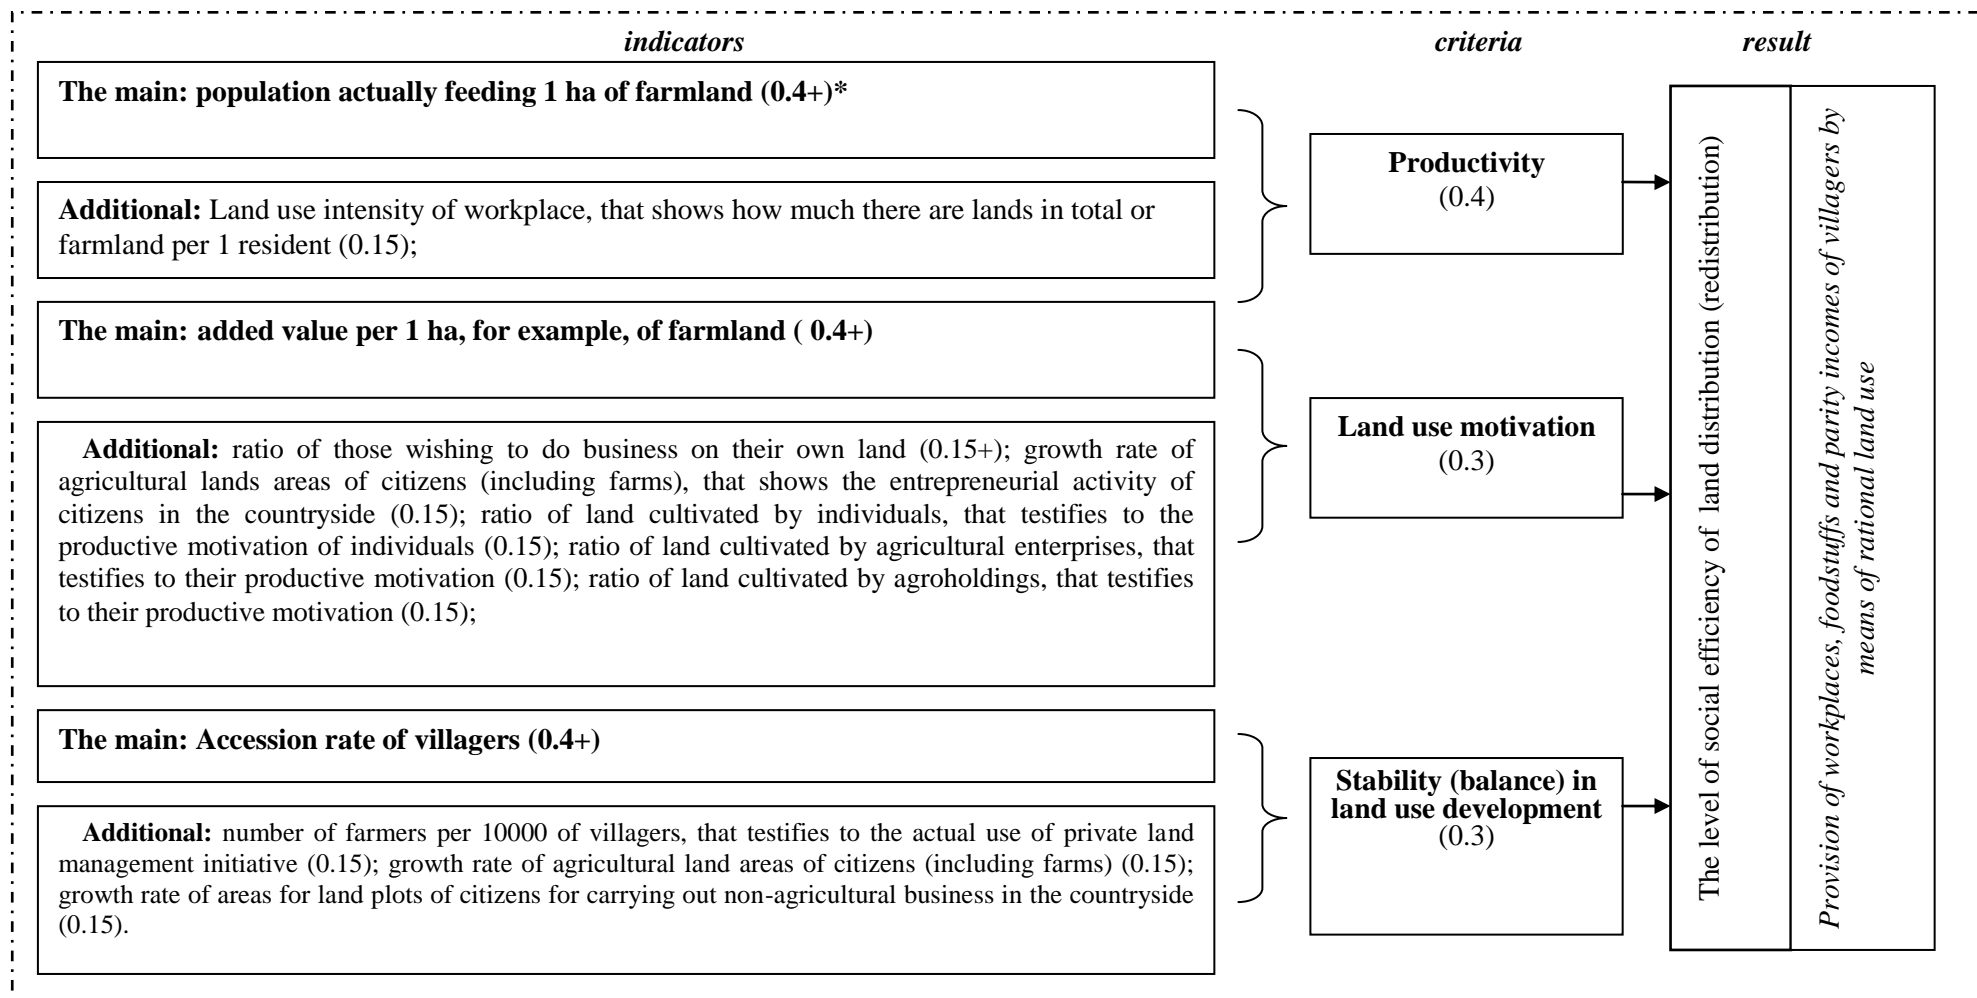 indicators
criteria
result
The main: population actually feeding 1 ha of farmland (0.4+)*
Additional: Land use intensity of workplace, that shows how much there are lands in total or
farmland per 1 resident (0.15);
Productivity
(0.4)
The main: added value per 1 ha, for example, of farmland ( 0.4+)
Additional: ratio of those wishing to do business on their own land (0.15+); growth rate of
agricultural lands areas of citizens (including farms), that shows the entrepreneurial activity of
citizens in the countryside (0.15); ratio of land cultivated by individuals, that testifies to the
productive motivation of individuals (0.15); ratio of land cultivated by agricultural enterprises, that
testifies to their productive motivation (0.15); ratio of land cultivated by agroholdings, that testifies
to their productive motivation (0.15);
Land use motivation
(0.3)
The main: Accession rate of villagers (0.4+)
Additional: number of farmers per 10000 of villagers, that testifies to the actual use of private land
management initiative (0.15); growth rate of agricultural land areas of citizens (including farms) (0.15);
growth rate of areas for land plots of citizens for carrying out non-agricultural business in the countryside
(0.15).
Stability (balance) in
land use development
(0.3)
The level of social efficiency of land distribution (redistribution)
Provision of workplaces, foodstuffs and parity incomes of villagers by
means of rational land use